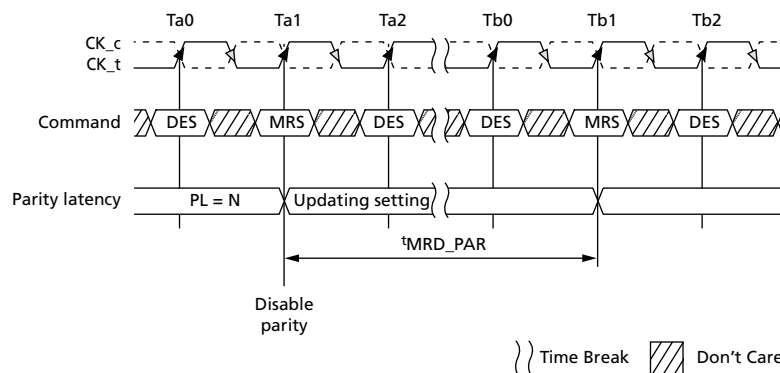 Ta0 Ta1 Ta2 Tb0 Tb1 Tb2
CK_c
CK_t
Command DES MRS DES DES MRS DES
Parity latency PL = N Updating setting
tMRD_PAR
Disable
parity
Time Break Don't Care